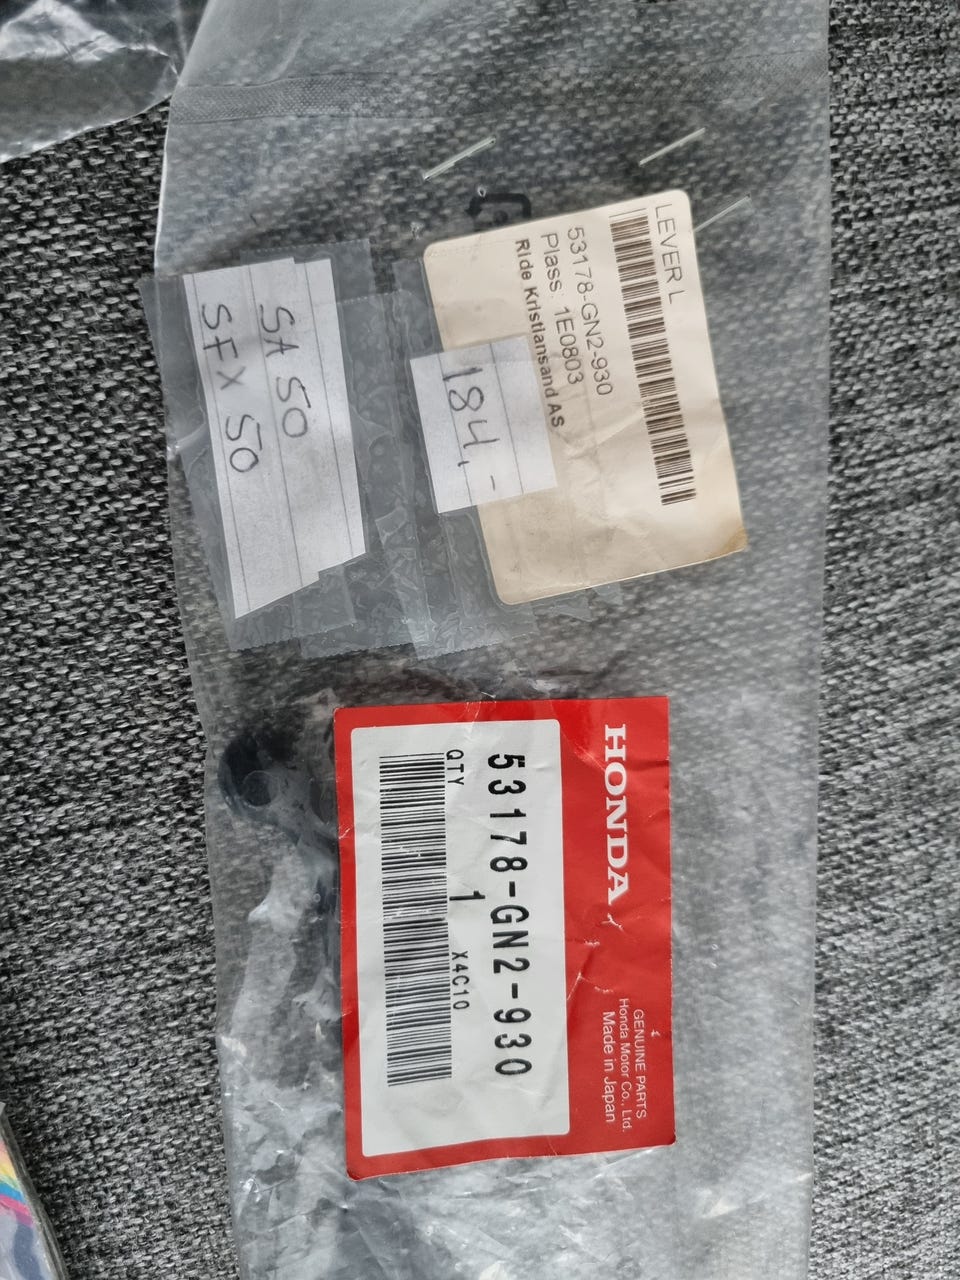 LEVER L
53178-GN2-930
Plass: 1E0803
Ride Kristiansand AS
184,-
SA 50
SFX 50
HONDA
GENUINE PARTS
Honda Motor Co., Ltd.
Made in Japan
53178-GN2-930
QTY 1 X4C10